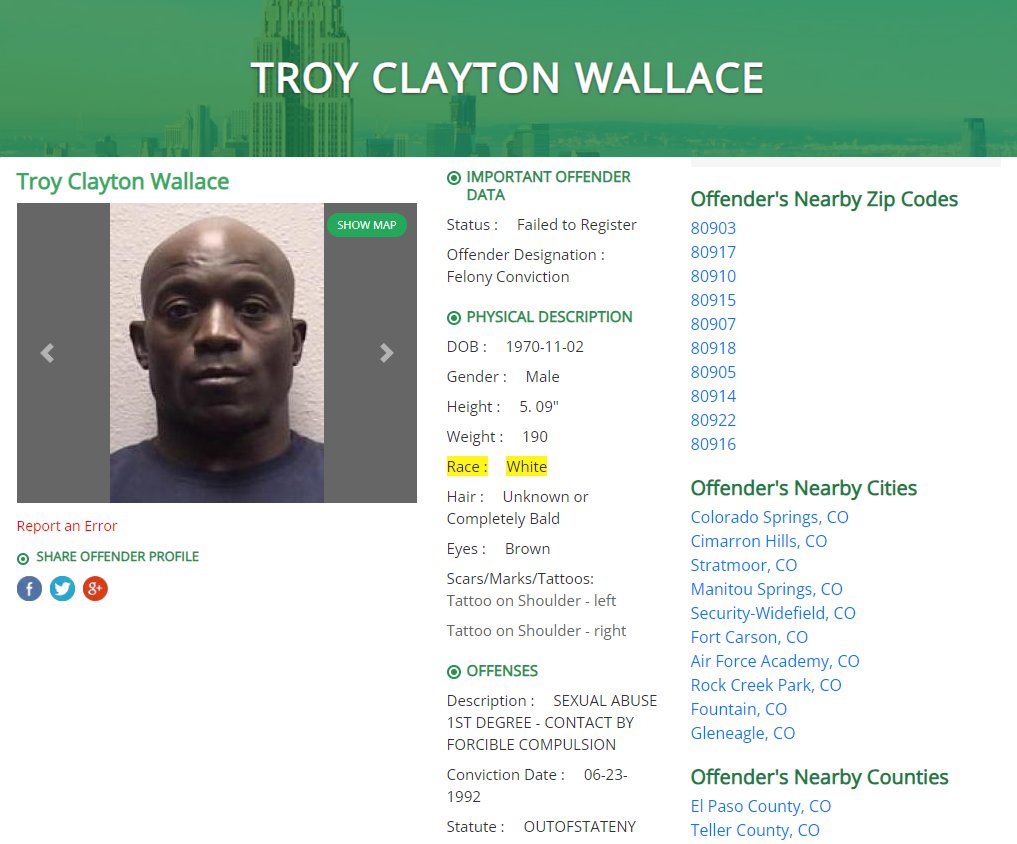 TROY CLAYTON WALLACE
Troy Clayton Wallace
SHOW MAP
Report an Error
SHARE OFFENDER PROFILE
f
g+
IMPORTANT OFFENDER
DATA
Status : Failed to Register
Offender Designation :
Felony Conviction
PHYSICAL DESCRIPTION
DOB : 1970-11-02
Gender : Male
Height : 5. 09"
Weight : 190
Race : White
Hair : Unknown or
Completely Bald
Eyes : Brown
Scars/Marks/Tattoos:
Tattoo on Shoulder - left
Tattoo on Shoulder - right
OFFENSES
Description : SEXUAL ABUSE
1ST DEGREE - CONTACT BY
FORCIBLE COMPULSION
Conviction Date : 06-23-
1992
Statute : OUTOFSTATENY
Offender's Nearby Zip Codes
80903
80917
80910
80915
80907
80918
80905
80914
80922
80916
Offender's Nearby Cities
Colorado Springs, CO
Cimarron Hills, CO
Stratmoor, CO
Manitou Springs, CO
Security-Widefield, CO
Fort Carson, CO
Air Force Academy, CO
Rock Creek Park, CO
Fountain, CO
Gleneagle, CO
Offender's Nearby Counties
El Paso County, CO
Teller County, CO